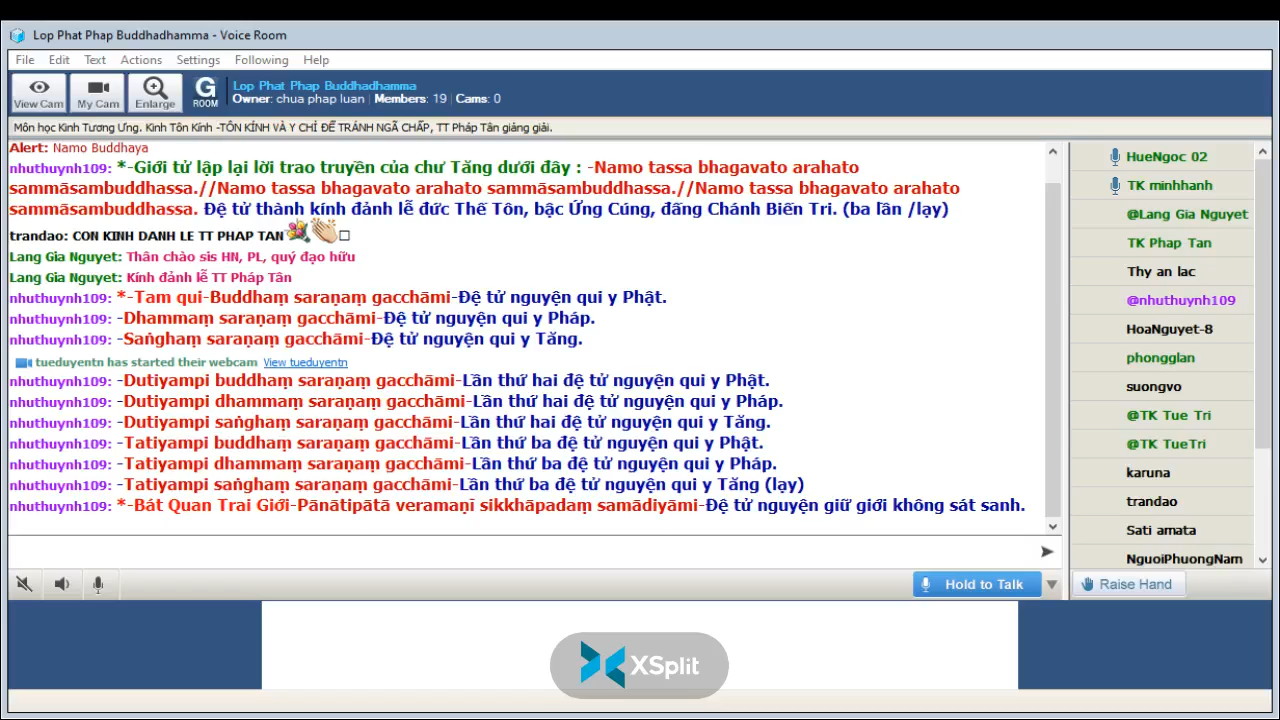 Lop Phat Phap Buddhadhamma - Voice Room
File Edit Text Actions Settings Following Help
View Cam My Cam Enlarge G ROOM
Lop Phat Phap Buddhadhamma
Owner: chua phap luan | Members: 19 | Cams: 0
Môn học Kinh Tương Ưng. Kinh Tôn Kính -TÔN KÍNH VÀ Y CHỈ ĐỂ TRÁNH NGÃ CHẤP, TT Pháp Tân giảng giải.
Alert: Namo Buddhaya
nhuthuynh109: *-Giới tử lập lại lời trao truyền của chư Tăng dưới đây : -Namo tassa bhagavato arahato
sammāsambuddhassa.//Namo tassa bhagavato arahato sammāsambuddhassa.//Namo tassa bhagavato arahato
sammāsambuddhassa. Đệ tử thành kính đảnh lễ đức Thế Tôn, bậc Ứng Cúng, đấng Chánh Biến Tri. (ba lần /lạy)
trandao: CON KINH DANH LE TT PHAP TAN
Lang Gia Nguyet: Thân chào sis HN, PL, quý đạo hữu
Lang Gia Nguyet: Kính đảnh lễ TT Pháp Tân
nhuthuynh109: *-Tam qui-Buddhaṃ saraṇaṃ gacchāmi-Đệ tử nguyện qui y Phật.
nhuthuynh109: -Dhammaṃ saraṇaṃ gacchāmi-Đệ tử nguyện qui y Pháp.
nhuthuynh109: -Saṅghaṃ saraṇaṃ gacchāmi-Đệ tử nguyện qui y Tăng.
tueduyentn has started their webcam View tueduyentn
nhuthuynh109: -Dutiyampi buddhaṃ saraṇaṃ gacchāmi-Lần thứ hai đệ tử nguyện qui y Phật.
nhuthuynh109: -Dutiyampi dhammaṃ saraṇaṃ gacchāmi-Lần thứ hai đệ tử nguyện qui y Pháp.
nhuthuynh109: -Dutiyampi saṅghaṃ saraṇaṃ gacchāmi-Lần thứ hai đệ tử nguyện qui y Tăng.
nhuthuynh109: -Tatiyampi buddhaṃ saraṇaṃ gacchāmi-Lần thứ ba đệ tử nguyện qui y Phật.
nhuthuynh109: -Tatiyampi dhammaṃ saraṇaṃ gacchāmi-Lần thứ ba đệ tử nguyện qui y Pháp.
nhuthuynh109: -Tatiyampi saṅghaṃ saraṇaṃ gacchāmi-Lần thứ ba đệ tử nguyện qui y Tăng (lạy)
nhuthuynh109: *-Bát Quan Trai Giới-Pānātipātā veramaṇī sikkhāpadaṃ samādiyāmi-Đệ tử nguyện giữ giới không sát sanh.
HueNgoc 02
TK minhhanh
@Lang Gia Nguyet
TK Phap Tan
Thy an lac
@nhuthuynh109
HoaNguyet-8
phongglan
suongvo
@TK Tue Tri
@TK TueTri
karuna
trandao
Sati amata
NguoiPhuongNam
Hold to Talk
Raise Hand
XSplit